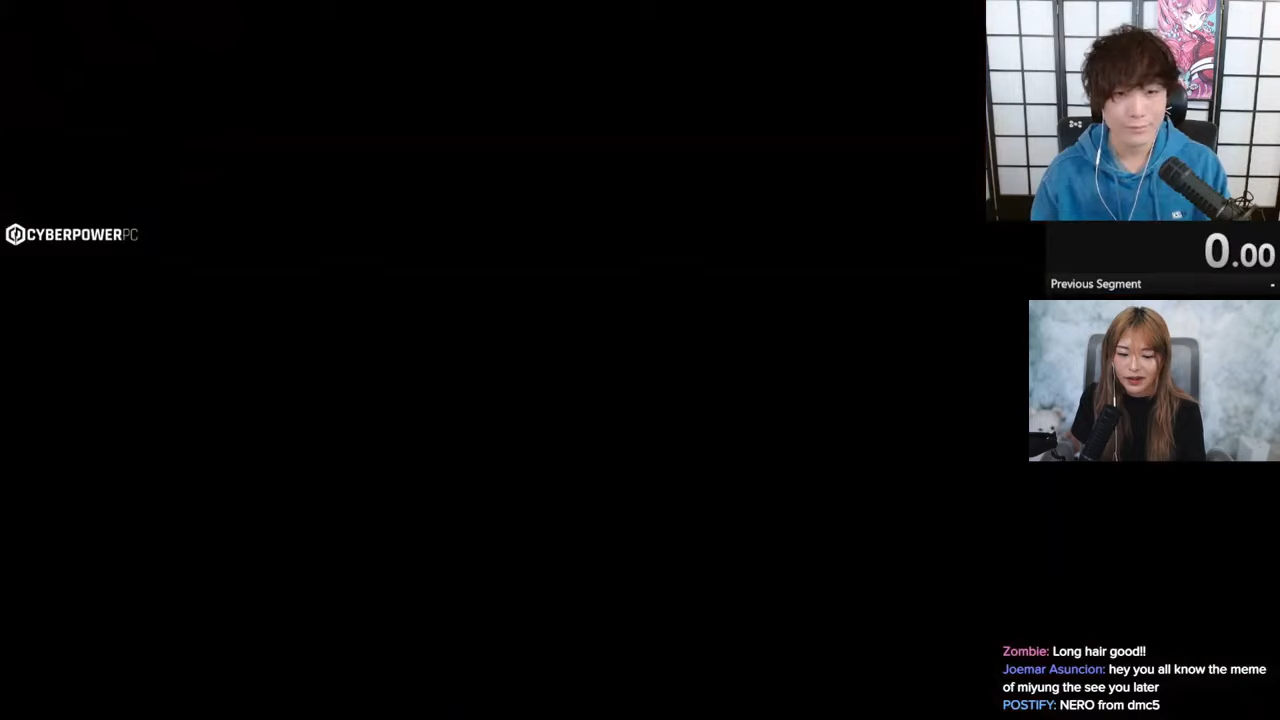 CYBERPOWERPC
0.00
Previous Segment -
Zombie: Long hair good!!
Joemar Asuncion: hey you all know the meme
of miyung the see you later
POSTIFY: NERO from dmc5